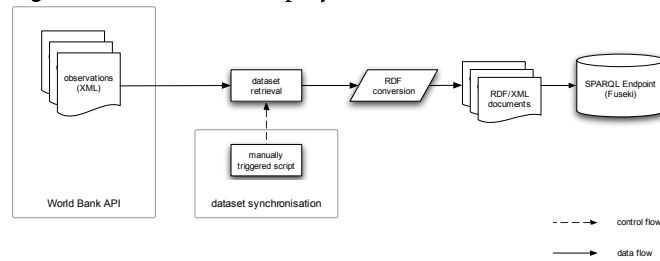 observations
(XML)
dataset
retrieval
RDF
conversion
RDF/XML
documents
SPARQL Endpoint
(Fuseki)
manually
triggered script
World Bank API
dataset synchronisation
control flow
data flow